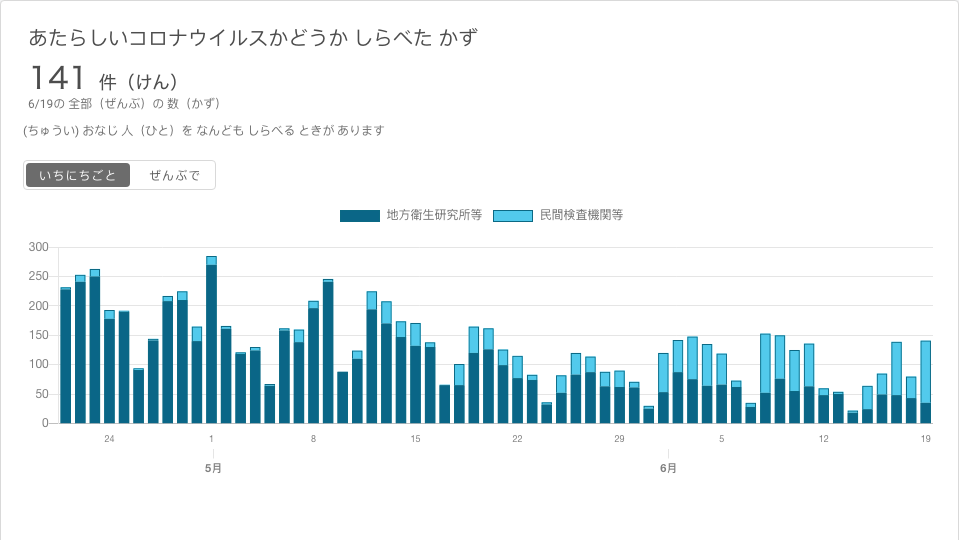 あたらしいコロナウイルスかどうか しらべた かず
141 件（けん）
6/19の 全部（ぜんぶ）の 数（かず）
(ちゅうい) おなじ 人（ひと）を なんども しらべる ときが あります
いちにちごと ぜんぶで
地方衛生研究所等 民間検査機関等
300
250
200
150
100
50
0
24 1 8 15 22 29 5 12 19
5月 6月